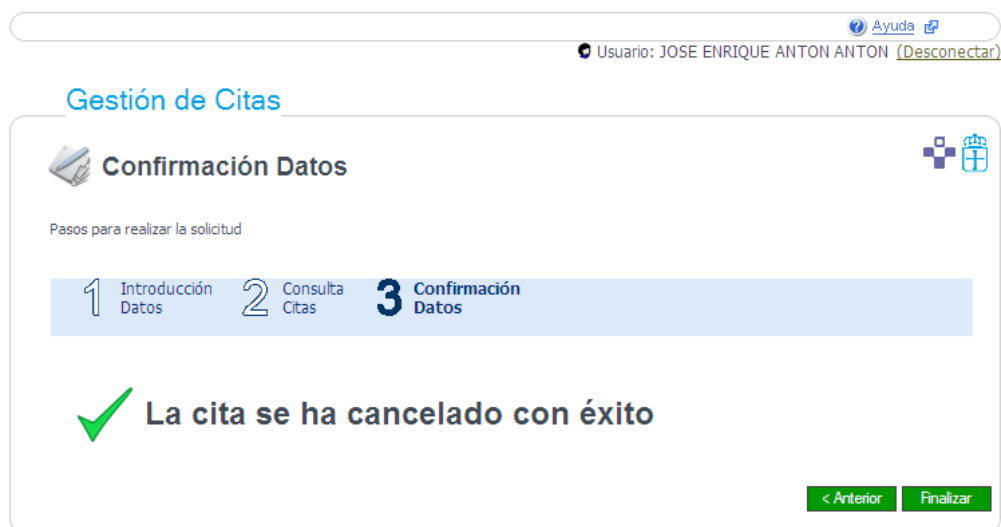 Ayuda
Usuario: JOSE ENRIQUE ANTON ANTON (Desconectar)
Gestión de Citas
Confirmación Datos
Pasos para realizar la solicitud
1 Introducción Datos
2 Consulta Citas
3 Confirmación Datos
La cita se ha cancelado con éxito
< Anterior Finalizar